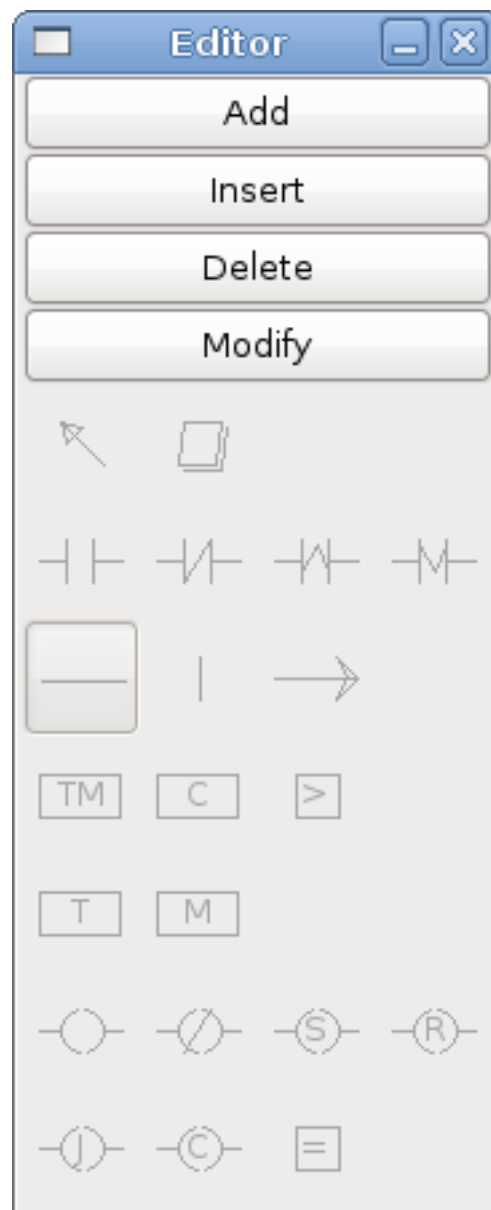 Editor
Add
Insert
Delete
Modify
TM C >
T M
S R
J C =